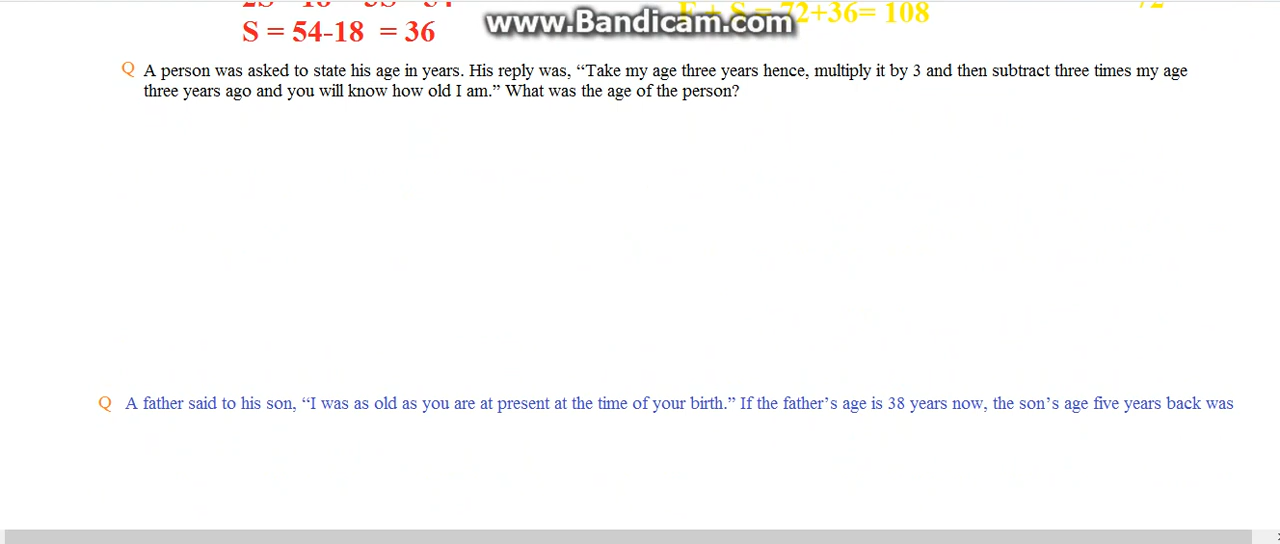 S = 54-18 = 36
F + S = 72+36= 108
www.Bandicam.com
Q A person was asked to state his age in years. His reply was, “Take my age three years hence, multiply it by 3 and then subtract three times my age
three years ago and you will know how old I am.” What was the age of the person?
Q A father said to his son, “I was as old as you are at present at the time of your birth.” If the father’s age is 38 years now, the son’s age five years back was